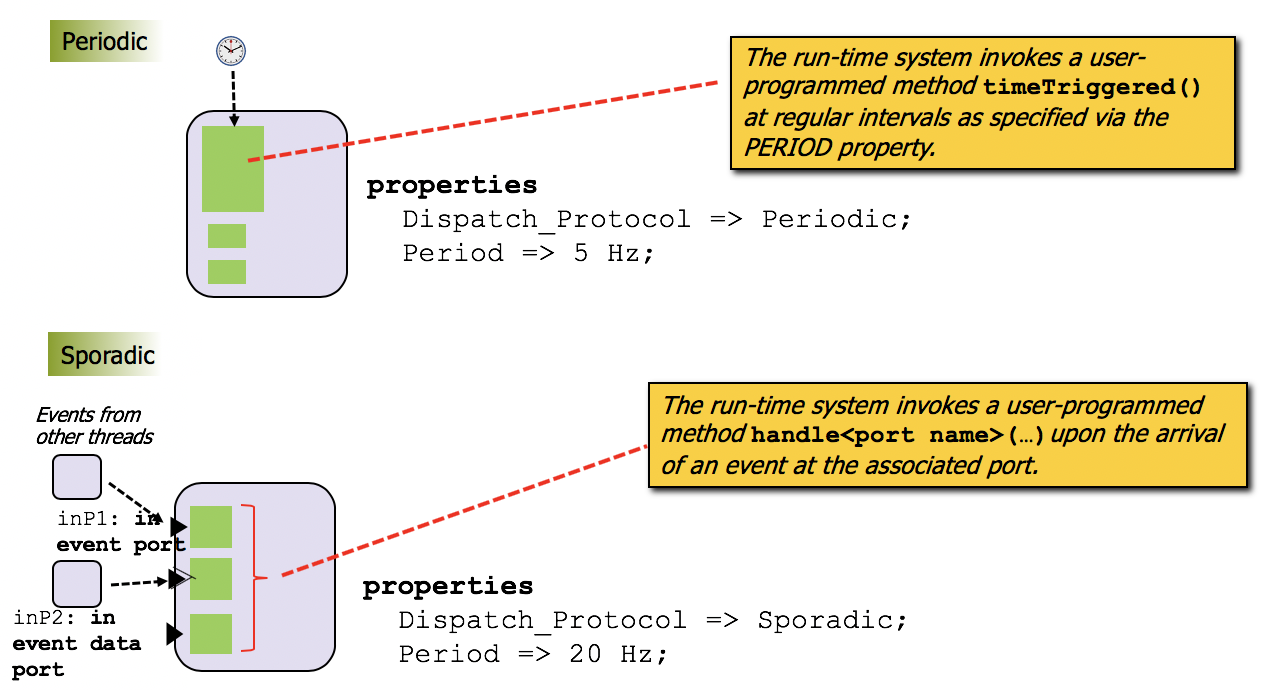 Periodic
The run-time system invokes a user-
programmed method timeTriggered()
at regular intervals as specified via the
PERIOD property.
properties
Dispatch_Protocol => Periodic;
Period => 5 Hz;
Sporadic
Events from
other threads
The run-time system invokes a user-programmed
method handle<port name>(…) upon the arrival
of an event at the associated port.
inP1: in
event port
properties
Dispatch_Protocol => Sporadic;
Period => 20 Hz;
inP2: in
event data
port